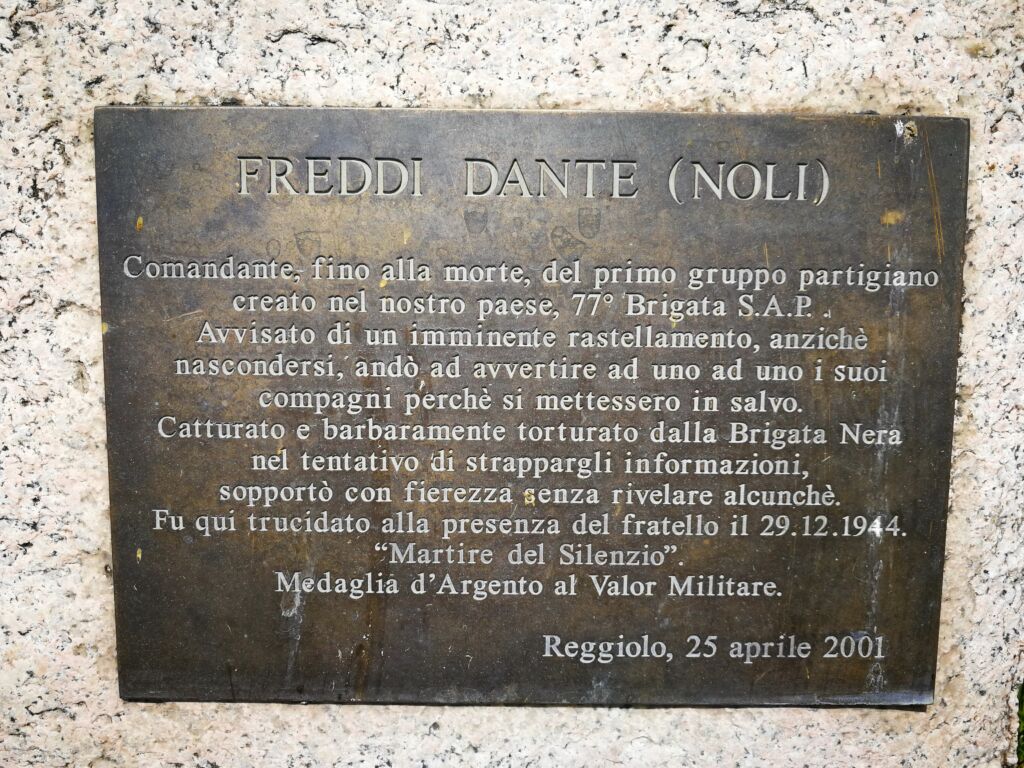 FREDDI DANTE (NOLI)
Comandante, fino alla morte, del primo gruppo partigiano
creato nel nostro paese, 77° Brigata S.A.P. .
Avvisato di un imminente rastellamento, anzichè
nascondersi, andò ad avvertire ad uno ad uno i suoi
compagni perchè si mettessero in salvo.
Catturato e barbaramente torturato dalla Brigata Nera
nel tentativo di strappargli informazioni,
sopportò con fierezza senza rivelare alcunchè.
Fu qui trucidato alla presenza del fratello il 29.12.1944.
“Martire del Silenzio”.
Medaglia d'Argento al Valor Militare.
Reggiolo, 25 aprile 2001